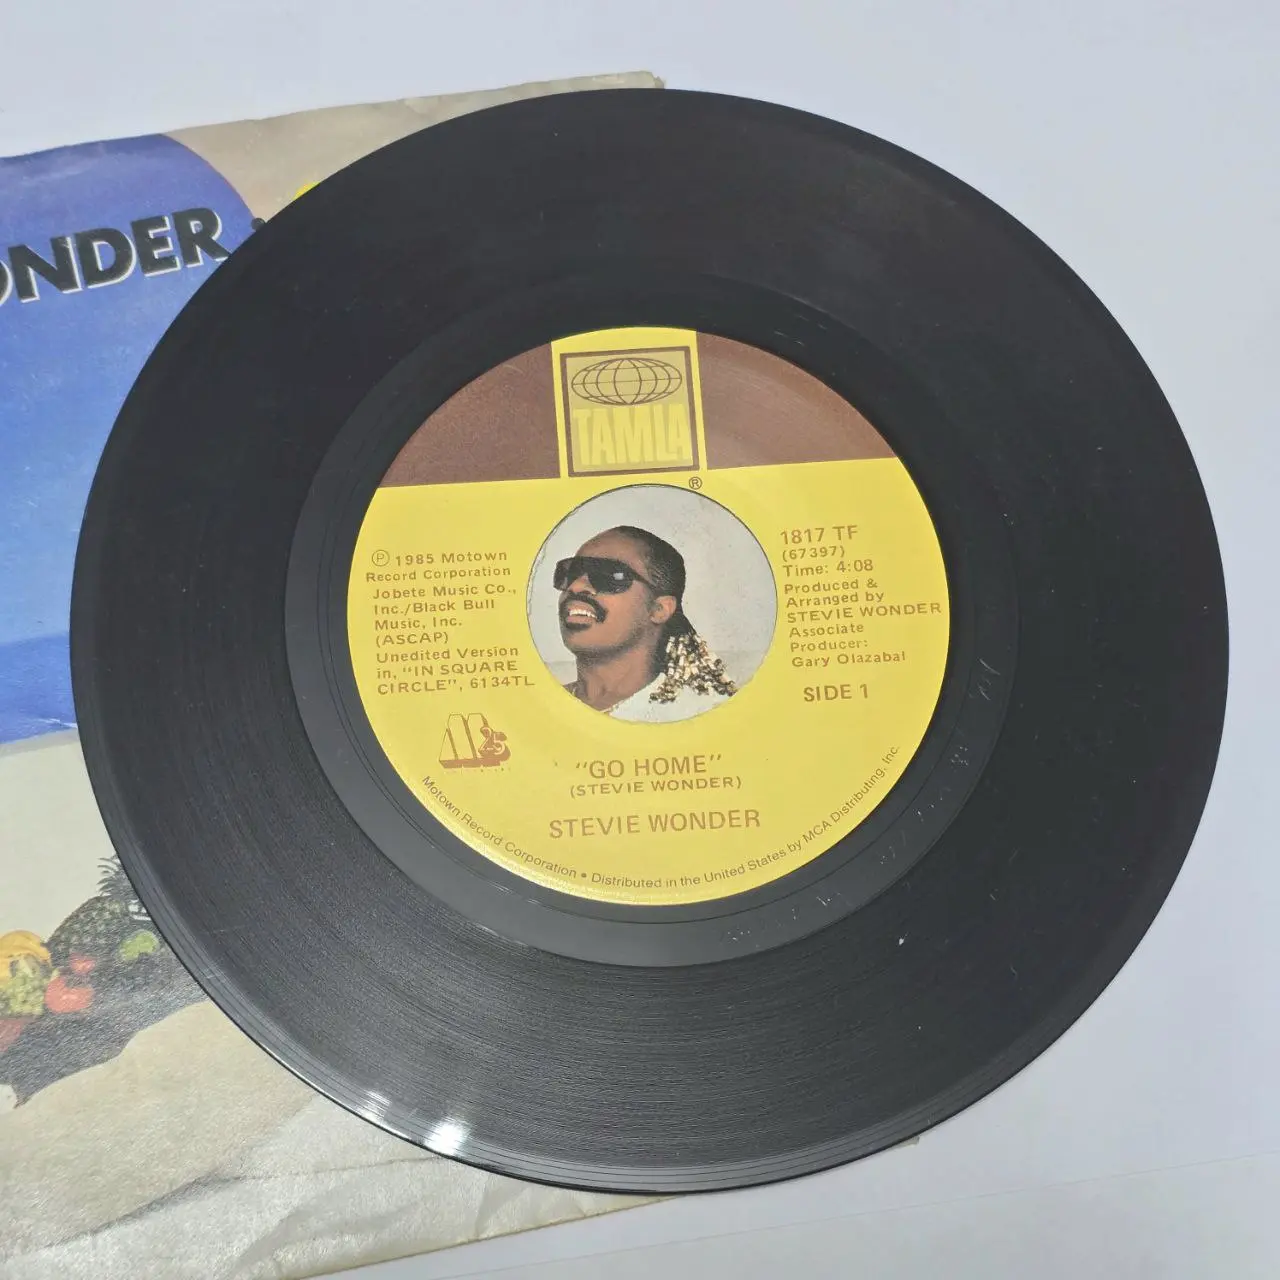 ONDER
TAMLA
®
℗ 1985 Motown
Record Corporation
Jobete Music Co.,
Inc./Black Bull
Music, Inc.
(ASCAP)
Unedited Version
in, "IN SQUARE
CIRCLE", 6134TL
1817 TF
(67397)
Time: 4:08
Produced &
Arranged by
STEVIE WONDER
Associate
Producer:
Gary Olazabal
SIDE 1
25
"GO HOME"
(STEVIE WONDER)
STEVIE WONDER
Motown Record Corporation • Distributed in the United States by MCA Distributing, Inc.